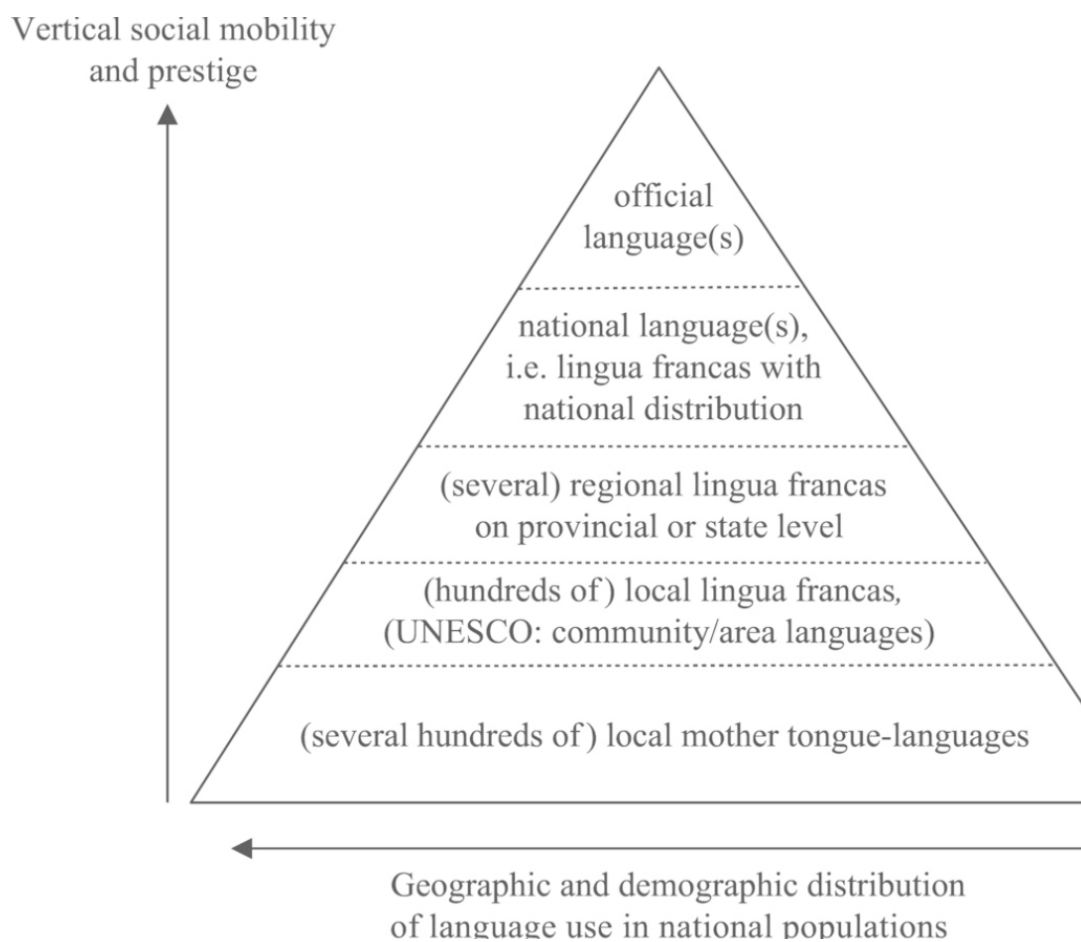 Vertical social mobility
and prestige
official
language(s)
national language(s),
i.e. lingua francas with
national distribution
(several) regional lingua francas
on provincial or state level
(hundreds of) local lingua francas,
(UNESCO: community/area languages)
(several hundreds of) local mother tongue-languages
Geographic and demographic distribution
of language use in national populations